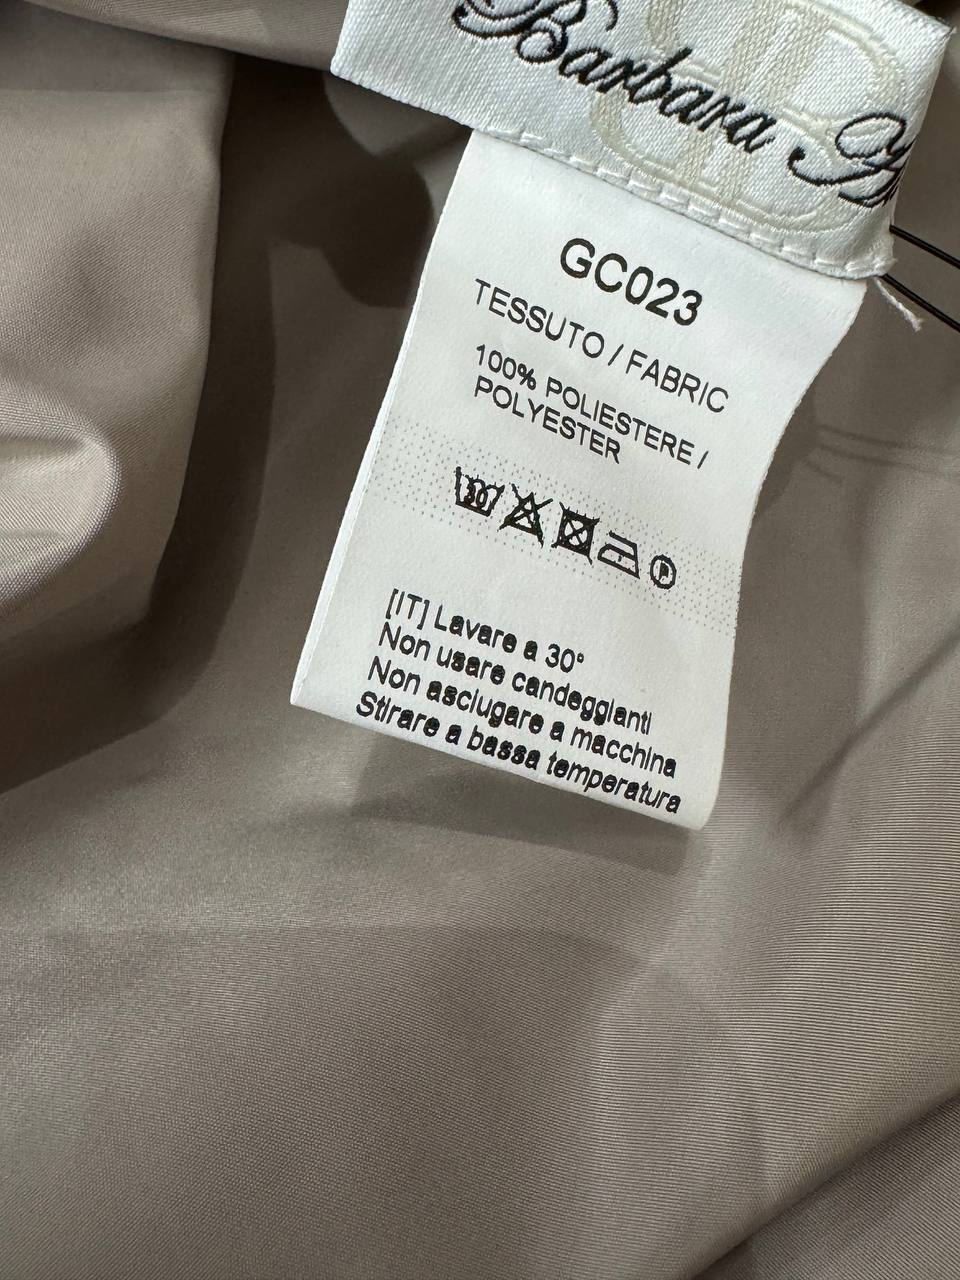 Barbara
GC023
TESSUTO / FABRIC
100% POLIESTERE /
POLYESTER
30 P
[IT] Lavare a 30°
Non usare candeggianti
Non asciugare a macchina
Stirare a bassa temperatura